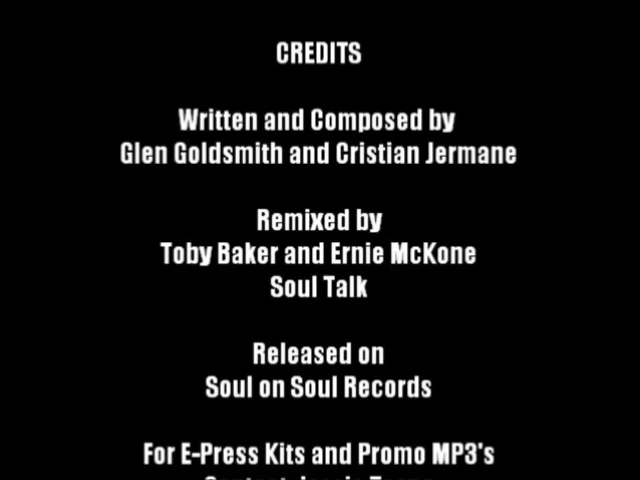 CREDITS
Written and Composed by
Glen Goldsmith and Cristian Jermane
Remixed by
Toby Baker and Ernie McKone
Soul Talk
Released on
Soul on Soul Records
For E-Press Kits and Promo MP3's